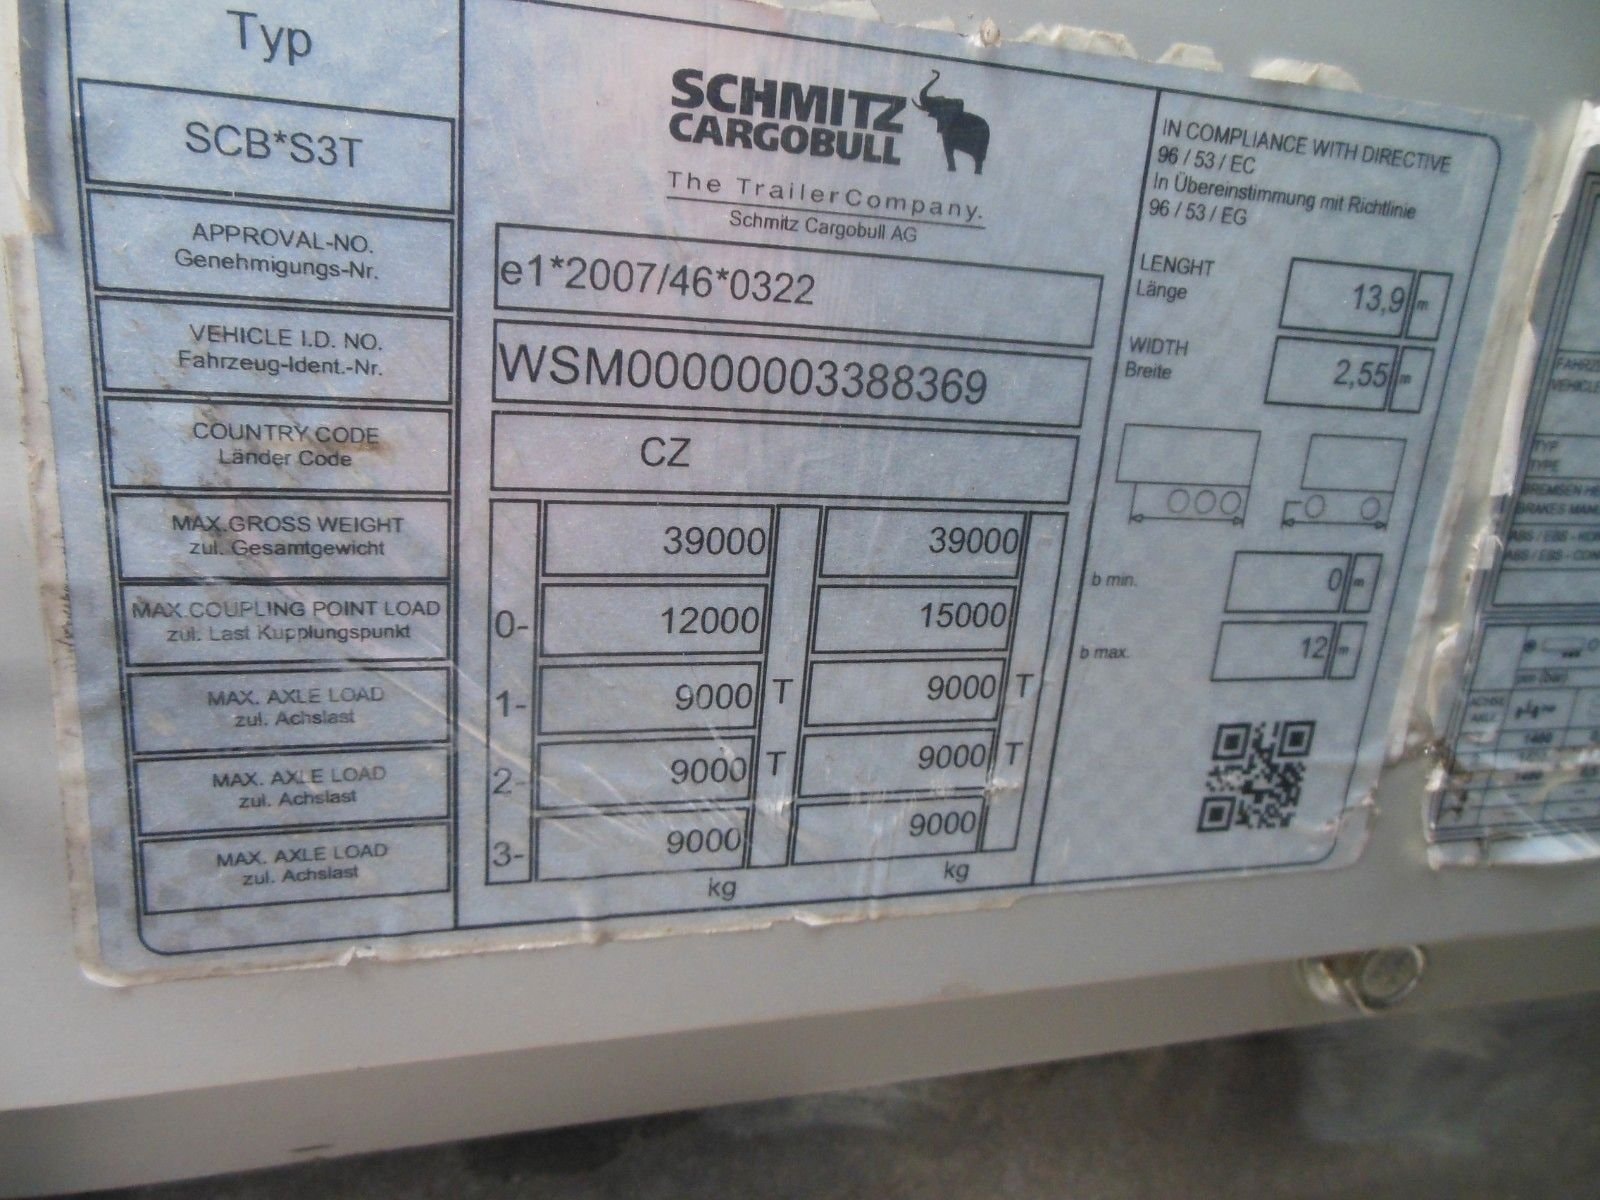 Typ
SCB*S3T
APPROVAL-NO.
Genehmigungs-Nr.
VEHICLE I.D. NO.
Fahrzeug-Ident.-Nr.
COUNTRY CODE
Länder Code
MAX.GROSS WEIGHT
zul. Gesamtgewicht
MAX.COUPLING POINT LOAD
zul. Last Kupplungspunkt
MAX. AXLE LOAD
zul. Achslast
MAX. AXLE LOAD
zul. Achslast
MAX. AXLE LOAD
zul. Achslast
SCHMITZ
CARGOBULL
The TrailerCompany.
Schmitz Cargobull AG
e1*2007/46*0322
WSM00000003388369
CZ
39000 39000
0- 12000 15000
1- 9000 T 9000 T
2- 9000 T 9000 T
3- 9000 9000
kg kg
IN COMPLIANCE WITH DIRECTIVE
96 / 53 / EC
In Übereinstimmung mit Richtlinie
96 / 53 / EG
LENGHT
Länge
13,9 m
WIDTH
Breite
2,55 m
b min. 0 m
b max. 12 m
TYP
TYPE